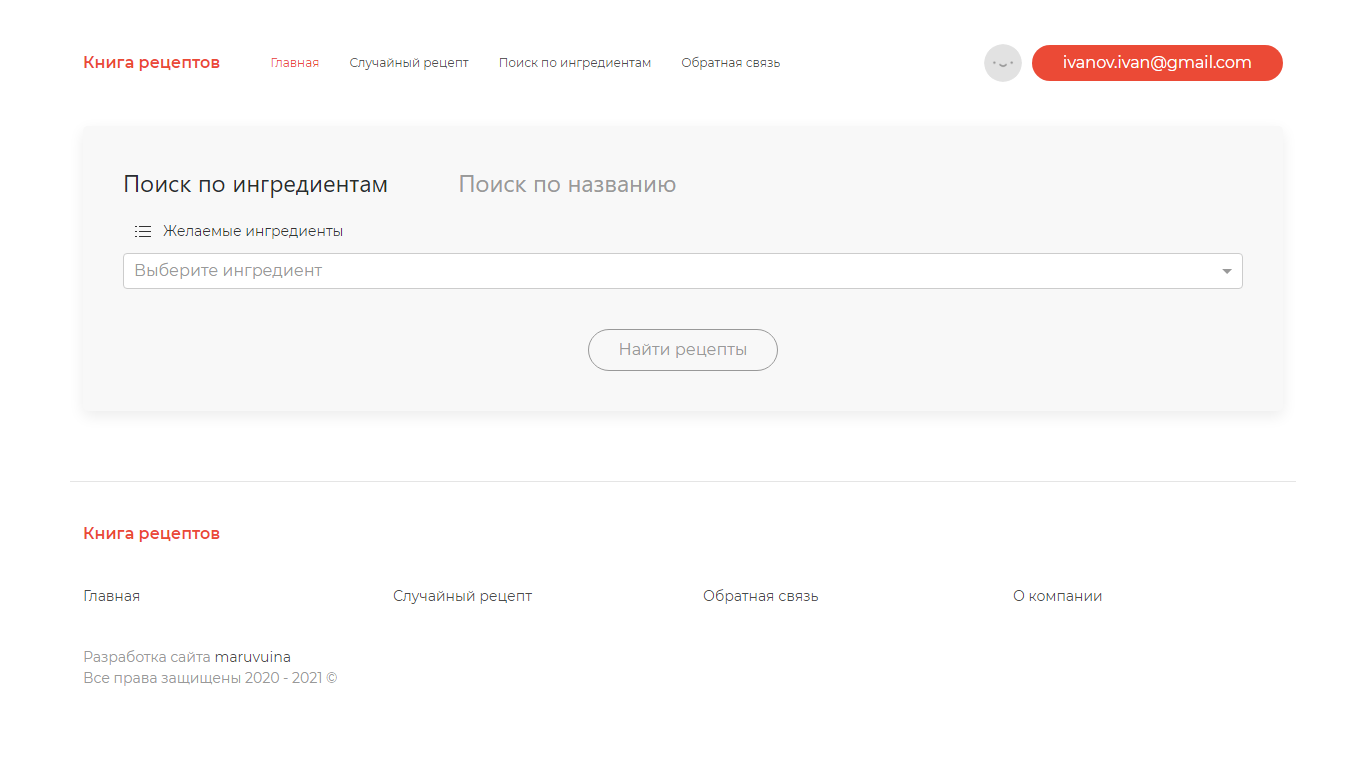 Книга рецептов
Главная
Случайный рецепт
Поиск по ингредиентам
Обратная связь
ivanov.ivan@gmail.com
Поиск по ингредиентам
Поиск по названию
Желаемые ингредиенты
Выберите ингредиент
Найти рецепты
Книга рецептов
Главная
Случайный рецепт
Обратная связь
О компании
Разработка сайта maruvuina
Все права защищены 2020 - 2021 ©